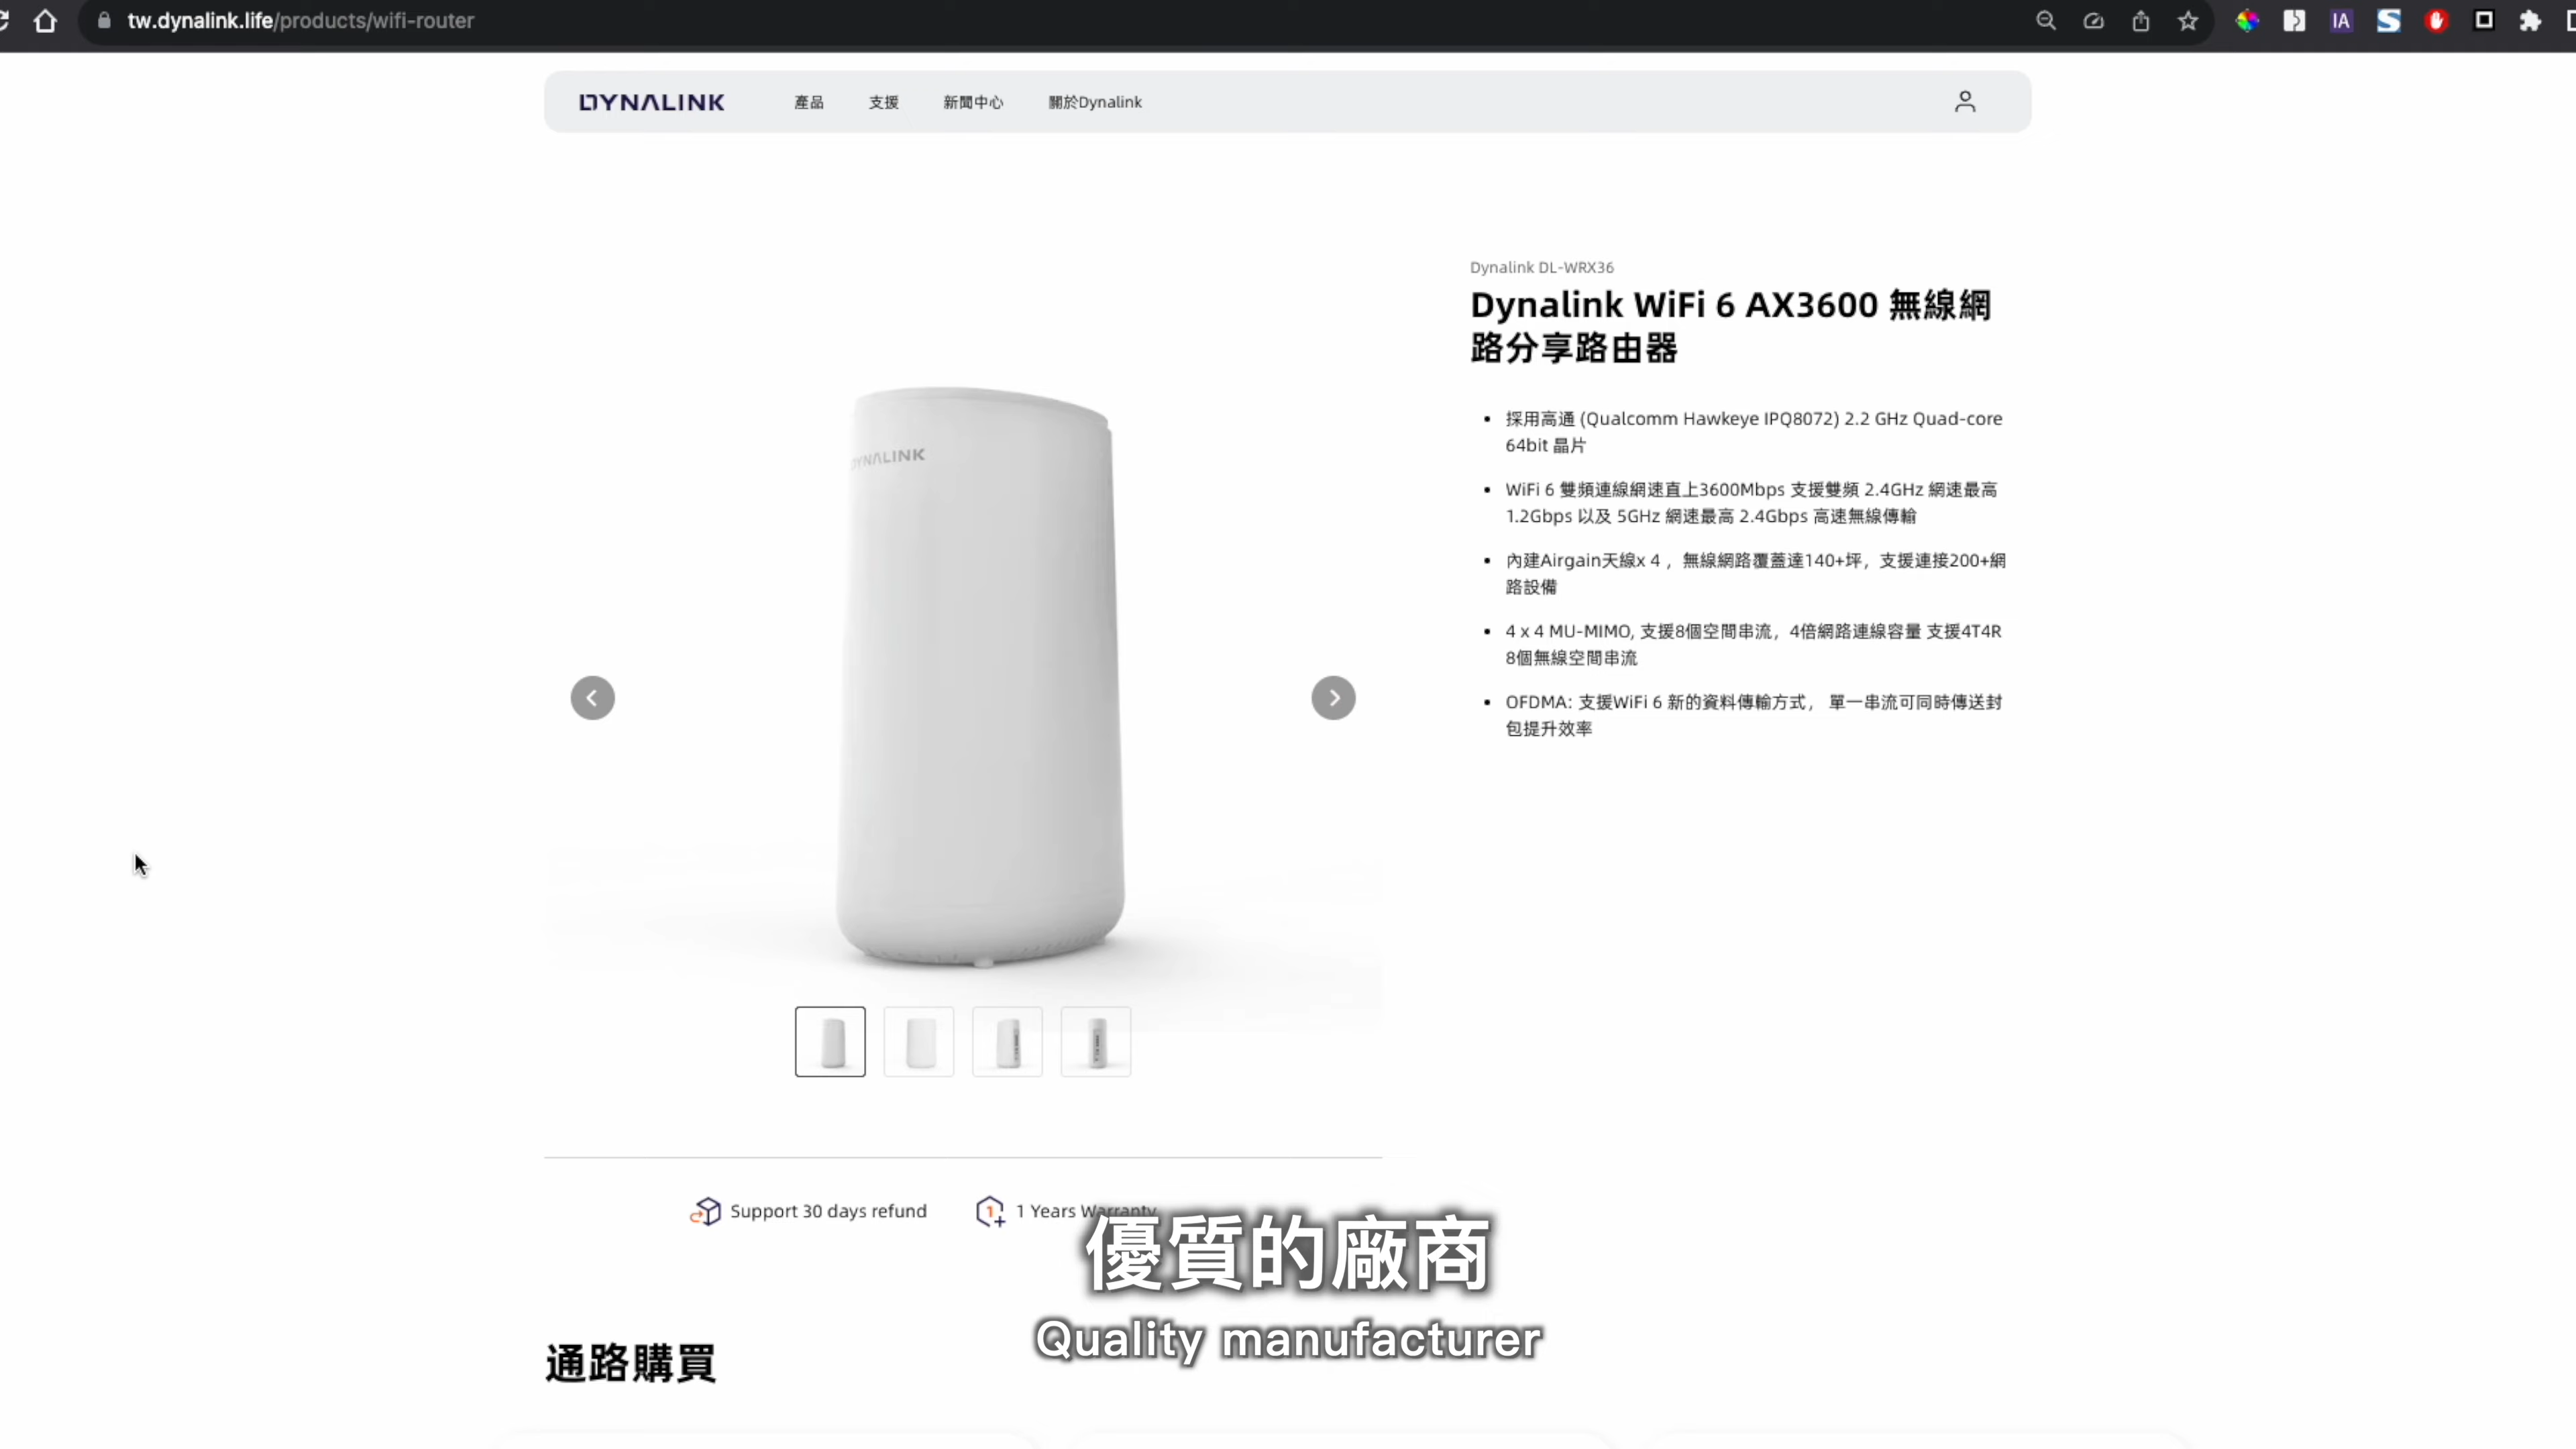 tw.dynalink.life/products/wifi-router
IA
DYNALINK
產品
支援
新聞中心
關於Dynalink
DYNALINK
Dynalink DL-WRX36
Dynalink WiFi 6 AX3600 無線網
路分享路由器
採用高通 (Qualcomm Hawkeye IPQ8072) 2.2 GHz Quad-core
64bit 晶片
WiFi 6 雙頻連線網速直上3600Mbps 支援雙頻 2.4GHz 網速最高
1.2Gbps 以及 5GHz 網速最高 2.4Gbps 高速無線傳輸
內建Airgain天線x 4 ，無線網路覆蓋達140+坪，支援連接200+網
路設備
4 x 4 MU-MIMO, 支援8個空間串流，4倍網路連線容量 支援4T4R
8個無線空間串流
OFDMA: 支援WiFi 6 新的資料傳輸方式， 單一串流可同時傳送封
包提升效率
Support 30 days refund
1 Years Warranty
優質的廠商
Quality manufacturer
通路購買